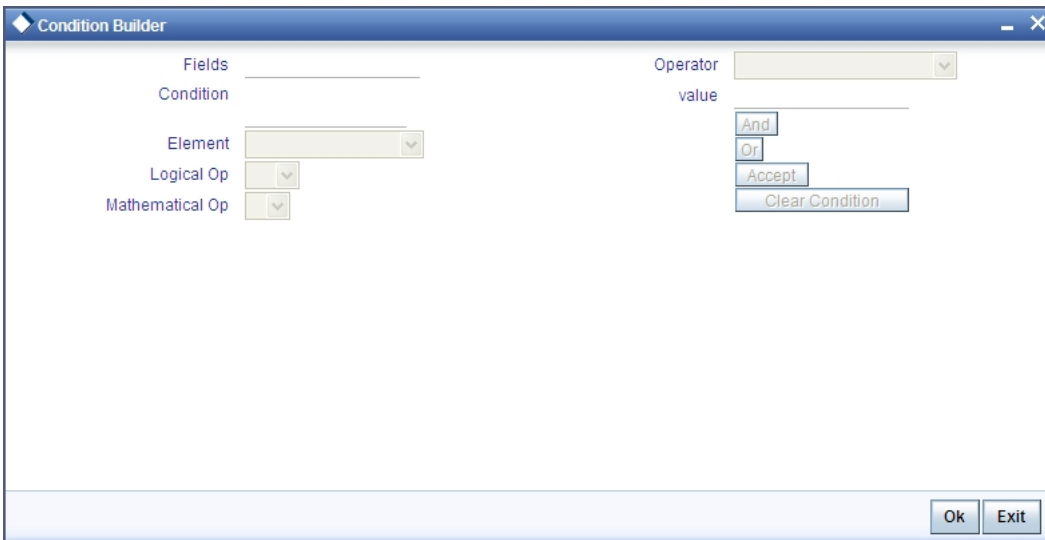 Condition Builder
Fields
Operator
Condition
value
And
Element
Or
Logical Op
Accept
Mathematical Op
Clear Condition
Ok
Exit